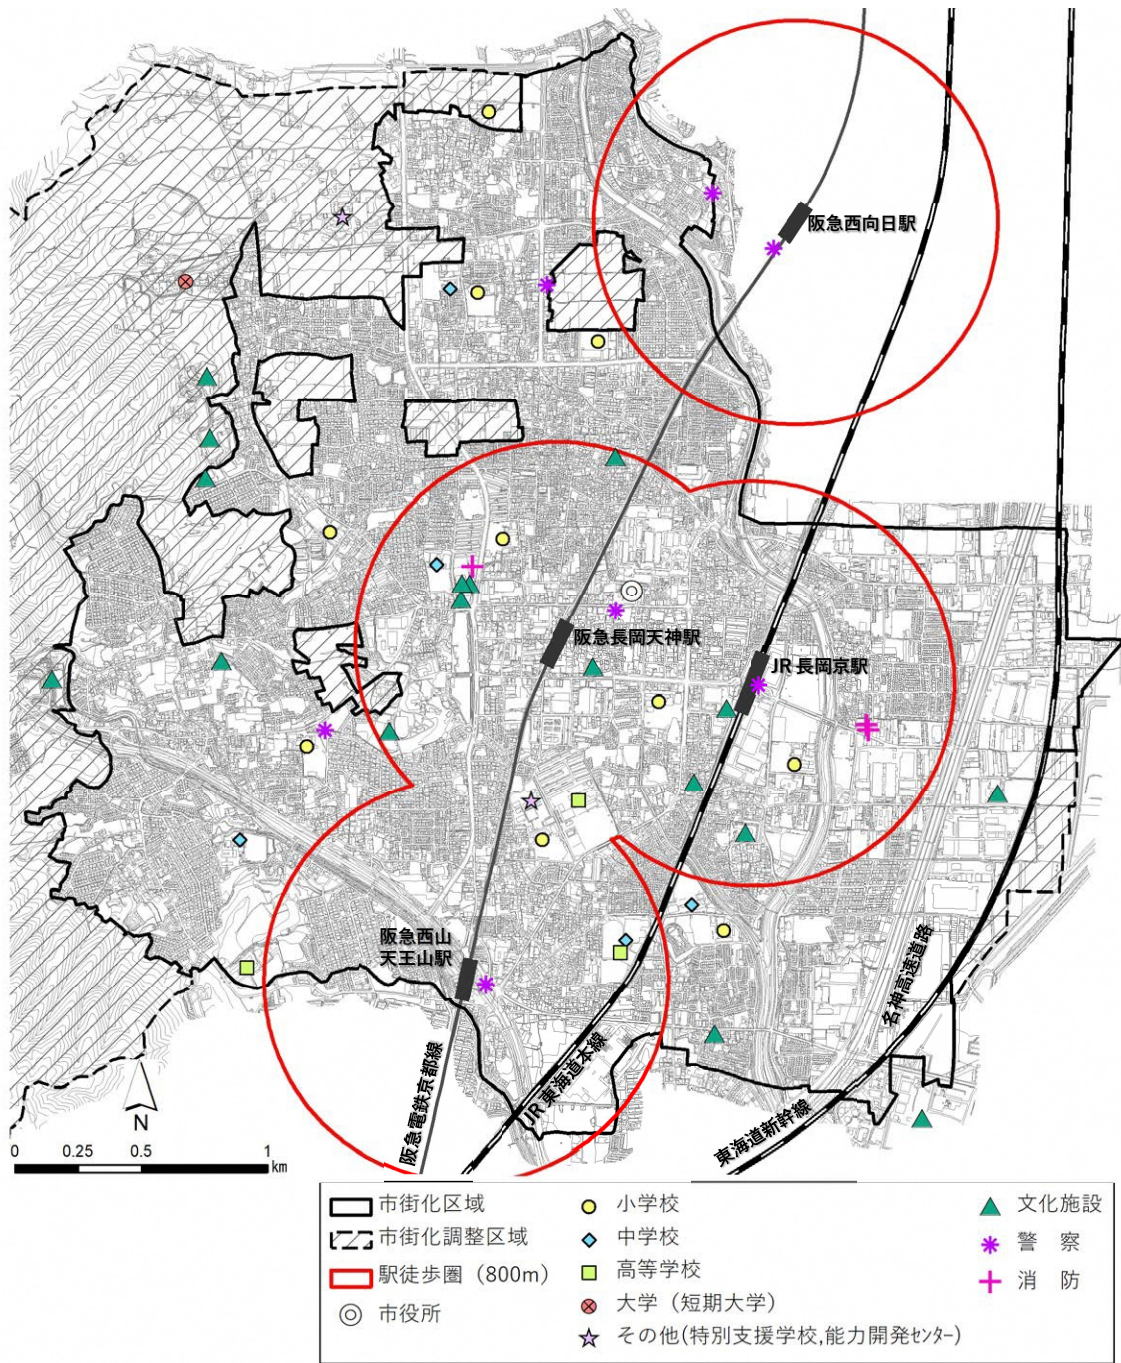 阪急西向日駅
阪急長岡天神駅
JR 長岡京駅
阪急西山
天王山駅
名神高速道路
JR 東海道本線
阪急電鉄京都線
東海道新幹線
N
0 0.25 0.5 1
km
市街化区域
市街化調整区域
駅徒歩圏（800m）
市役所
小学校
中学校
高等学校
大学（短期大学）
その他(特別支援学校,能力開発ｾﾝﾀｰ)
文化施設
警 察
消 防